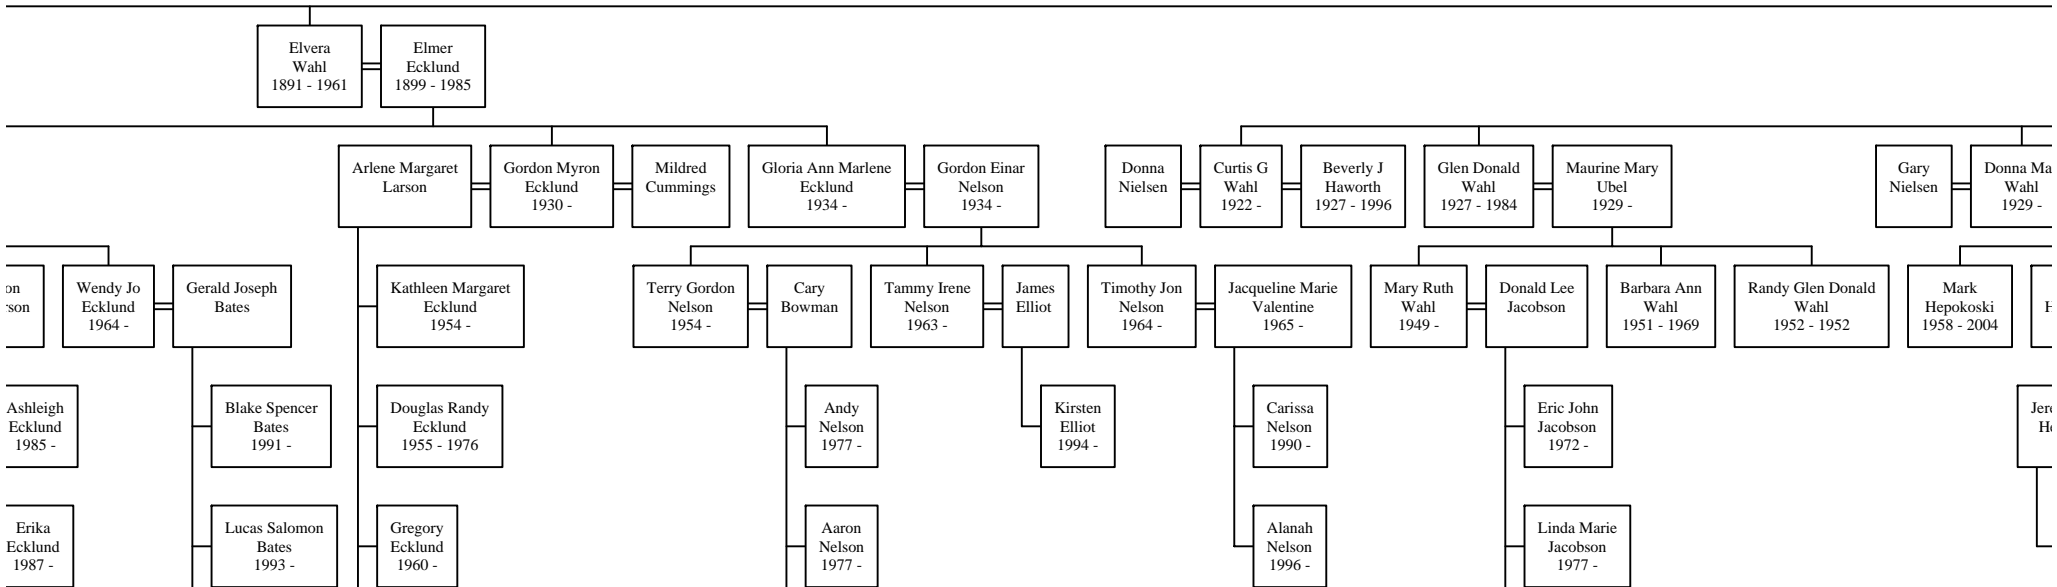 Elvera
Wahl
1891 - 1961
Elmer
Ecklund
1899 - 1985
Arlene Margaret
Larson
Gordon Myron
Ecklund
1930 -
Mildred
Cummings
Gloria Ann Marlene
Ecklund
1934 -
Gordon Einar
Nelson
1934 -
Donna
Nielsen
Curtis G
Wahl
1922 -
Beverly J
Haworth
1927 - 1996
Glen Donald
Wahl
1927 - 1984
Maurine Mary
Ubel
1929 -
Gary
Nielsen
Donna Ma
Wahl
1929 -
on
rson
Wendy Jo
Ecklund
1964 -
Gerald Joseph
Bates
Kathleen Margaret
Ecklund
1954 -
Terry Gordon
Nelson
1954 -
Cary
Bowman
Tammy Irene
Nelson
1963 -
James
Elliot
Timothy Jon
Nelson
1964 -
Jacqueline Marie
Valentine
1965 -
Mary Ruth
Wahl
1949 -
Donald Lee
Jacobson
Barbara Ann
Wahl
1951 - 1969
Randy Glen Donald
Wahl
1952 - 1952
Mark
Hepokoski
1958 - 2004
H
Ashleigh
Ecklund
1985 -
Blake Spencer
Bates
1991 -
Douglas Randy
Ecklund
1955 - 1976
Andy
Nelson
1977 -
Kirsten
Elliot
1994 -
Carissa
Nelson
1990 -
Eric John
Jacobson
1972 -
Jere
He
Erika
Ecklund
1987 -
Lucas Salomon
Bates
1993 -
Gregory
Ecklund
1960 -
Aaron
Nelson
1977 -
Alanah
Nelson
1996 -
Linda Marie
Jacobson
1977 -